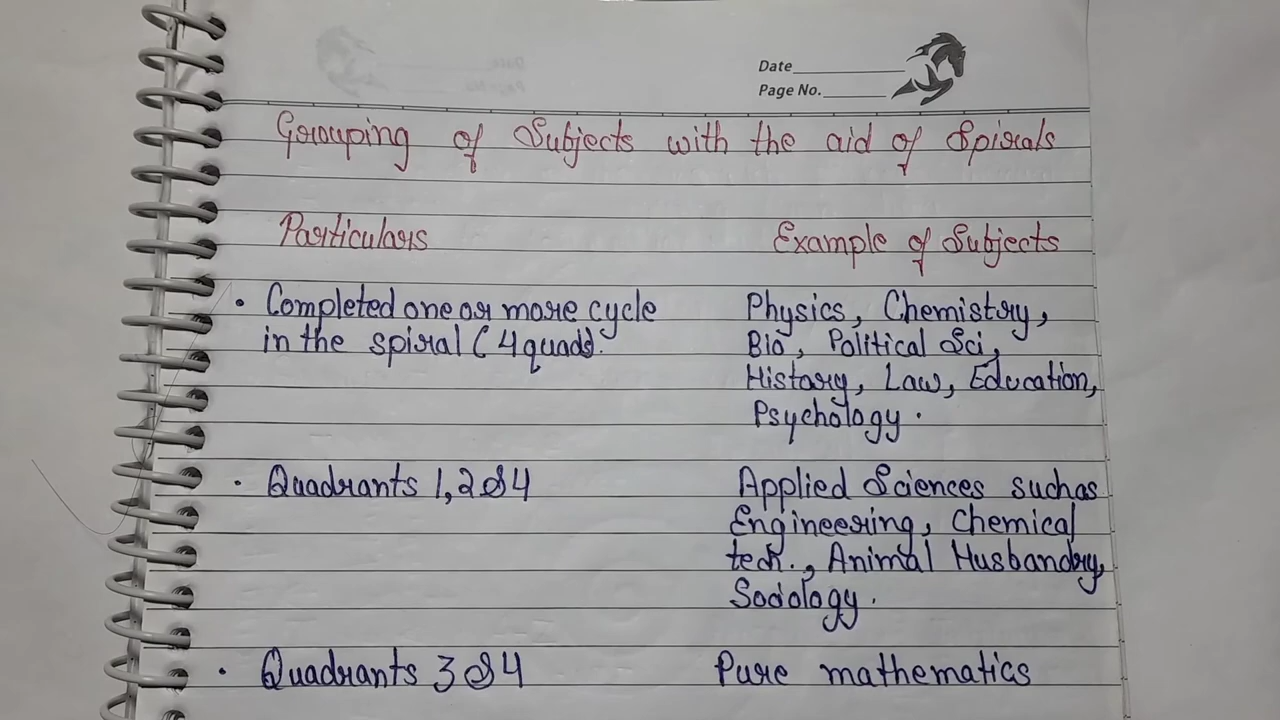 Date
Page No.
Grouping of Subjects with the aid of Spirals
Particulars Example of Subjects
• Completed one or more cycle Physics, Chemistry,
in the spiral (4 quads). Bio, Political Sci,
History, Law, Education,
Psychology.
• Quadrants 1, 2 & 4 Applied Sciences such as
Engineering, Chemical
tech., Animal Husbandry,
Sociology.
• Quadrants 3 & 4 Pure mathematics